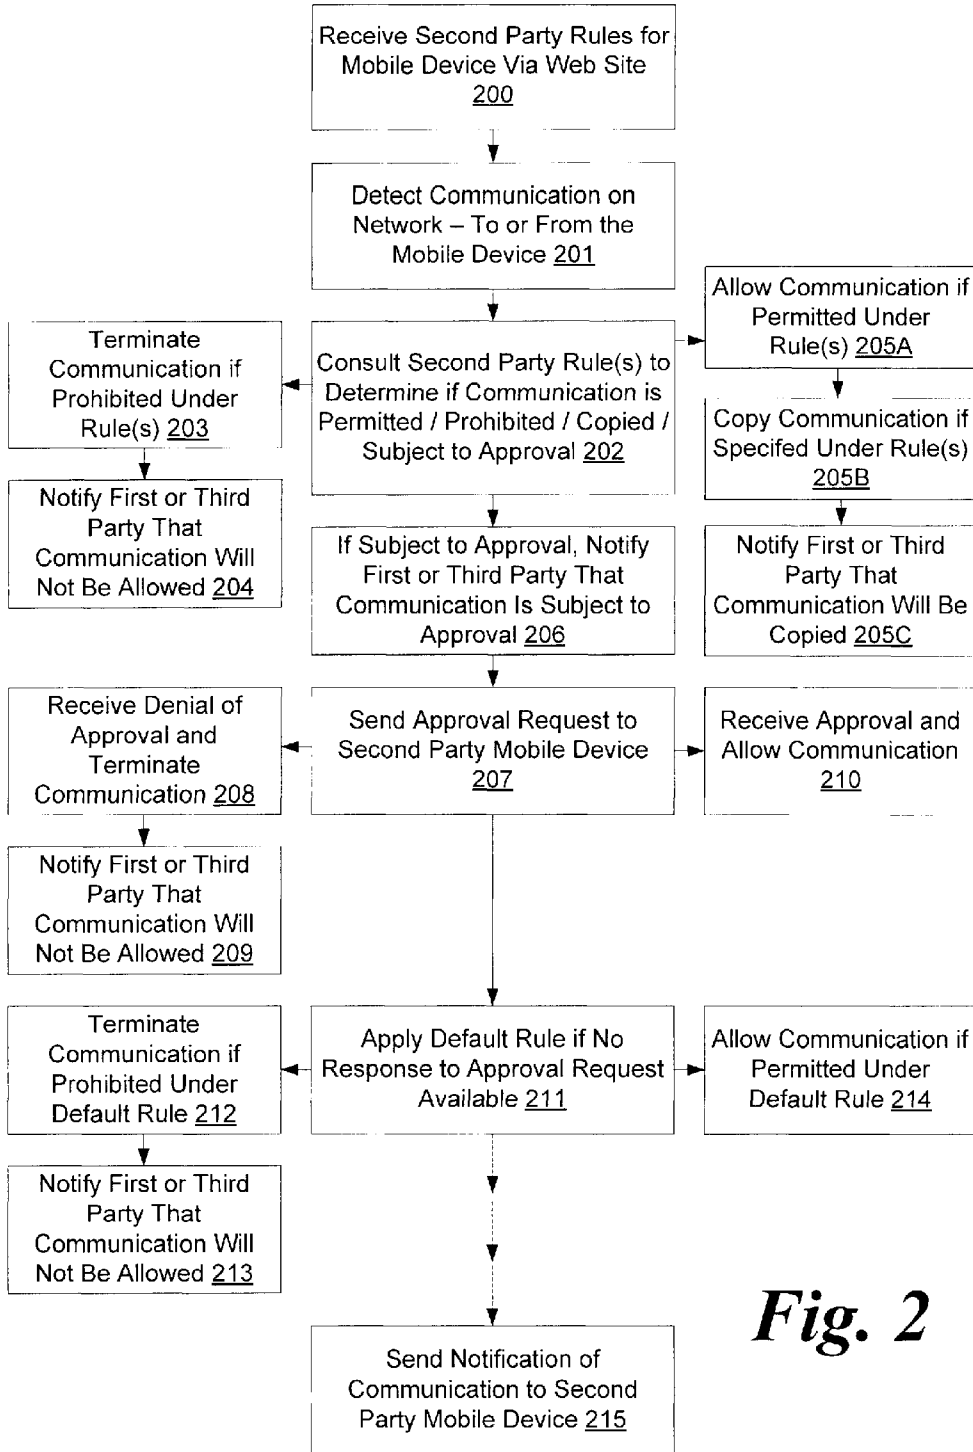 Receive Second Party Rules for
Mobile Device Via Web Site
200
Detect Communication on
Network – To or From the
Mobile Device 201
Allow Communication if
Permitted Under
Rule(s) 205A
Terminate
Communication if
Prohibited Under
Rule(s) 203
Consult Second Party Rule(s) to
Determine if Communication is
Permitted / Prohibited / Copied /
Subject to Approval 202
Copy Communication if
Specifed Under Rule(s)
205B
Notify First or Third
Party That
Communication Will
Not Be Allowed 204
If Subject to Approval, Notify
First or Third Party That
Communication Is Subject to
Approval 206
Notify First or Third
Party That
Communication Will Be
Copied 205C
Receive Denial of
Approval and
Terminate
Communication 208
Send Approval Request to
Second Party Mobile Device
207
Receive Approval and
Allow Communication
210
Notify First or Third
Party That
Communication Will
Not Be Allowed 209
Terminate
Communication if
Prohibited Under
Default Rule 212
Apply Default Rule if No
Response to Approval Request
Available 211
Allow Communication if
Permitted Under
Default Rule 214
Notify First or Third
Party That
Communication Will
Not Be Allowed 213
Fig. 2
Send Notification of
Communication to Second
Party Mobile Device 215